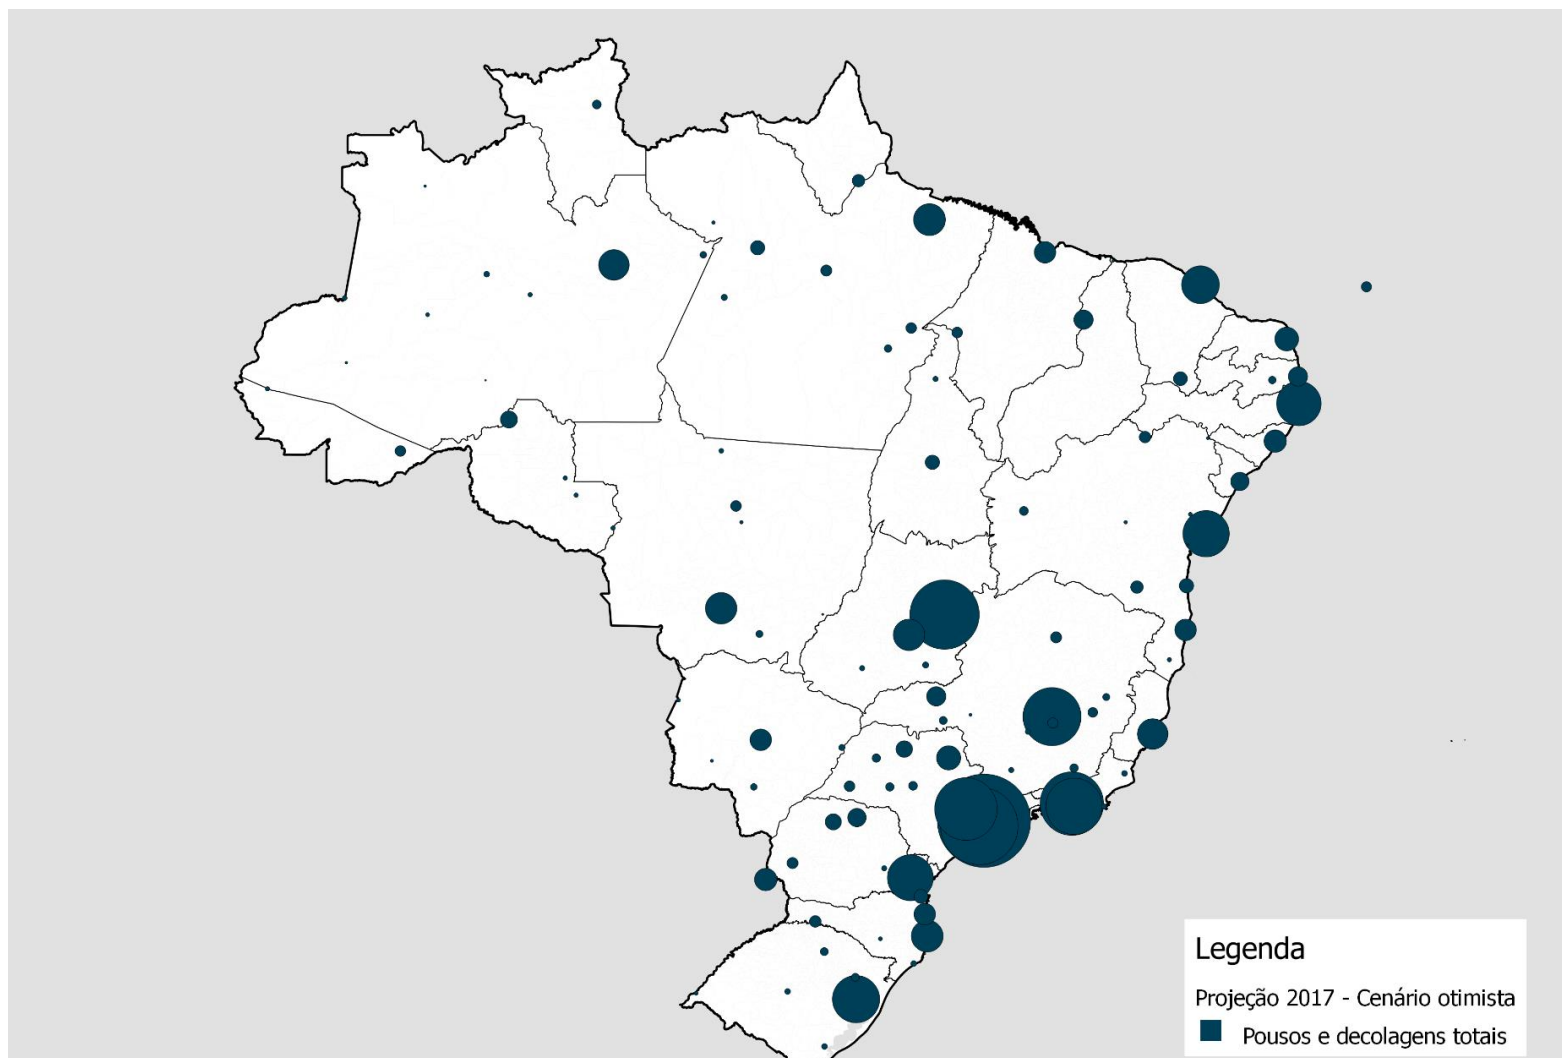 Legenda
Projeção 2017 - Cenário otimista
Pousos e decolagens totais